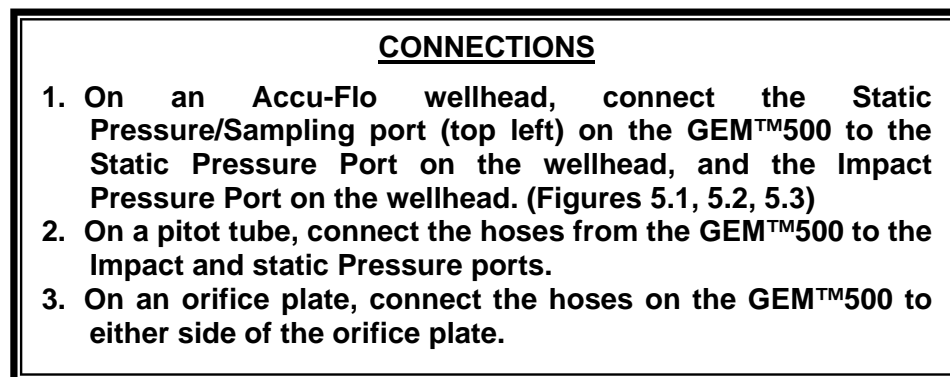 CONNECTIONS
1. On an Accu-Flo wellhead, connect the Static
Pressure/Sampling port (top left) on the GEM™500 to the
Static Pressure Port on the wellhead, and the Impact
Pressure Port on the wellhead. (Figures 5.1, 5.2, 5.3)
2. On a pitot tube, connect the hoses from the GEM™500 to the
Impact and static Pressure ports.
3. On an orifice plate, connect the hoses on the GEM™500 to
either side of the orifice plate.